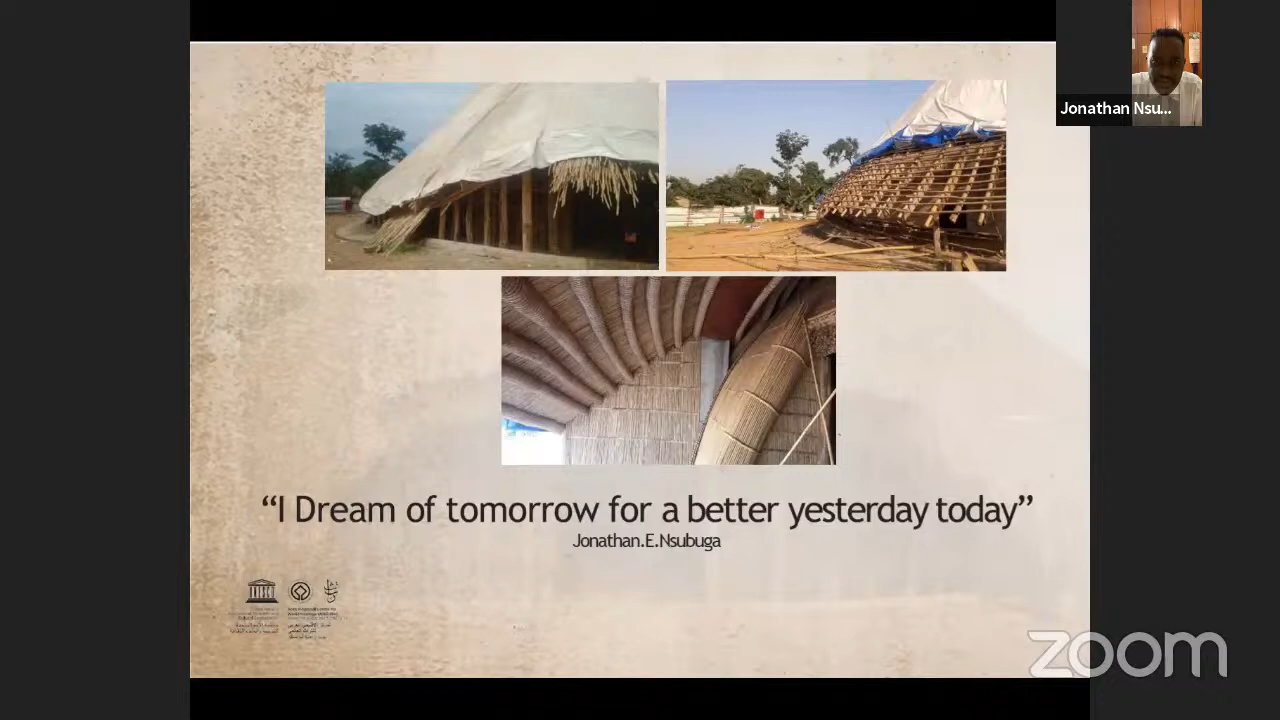 Jonathan Nsu...
"I Dream of tomorrow for a better yesterday today"
Jonathan.E.Nsubuga
zoom